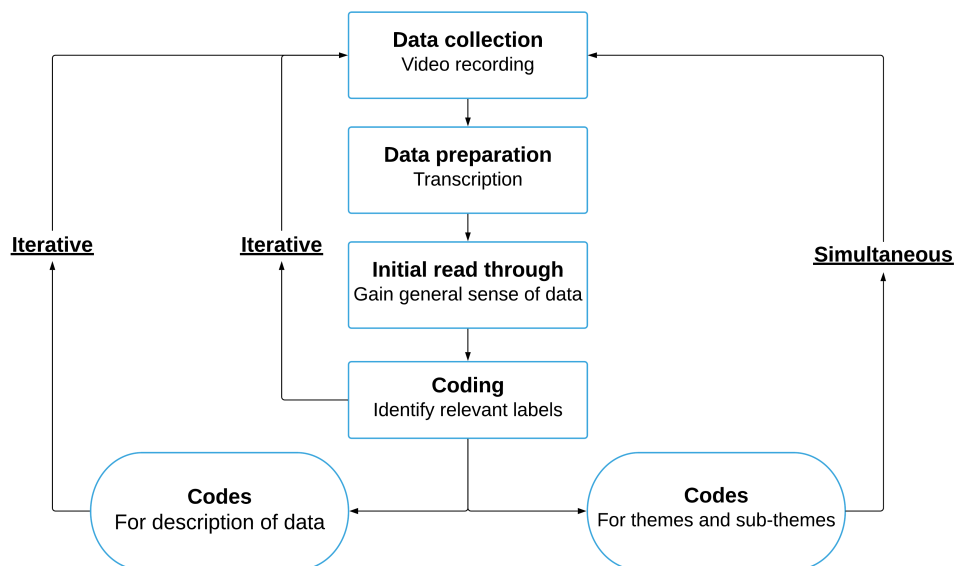 Data collection
Video recording
Data preparation
Transcription
Iterative
Iterative
Simultaneous
Initial read through
Gain general sense of data
Coding
Identify relevant labels
Codes
For description of data
Codes
For themes and sub-themes